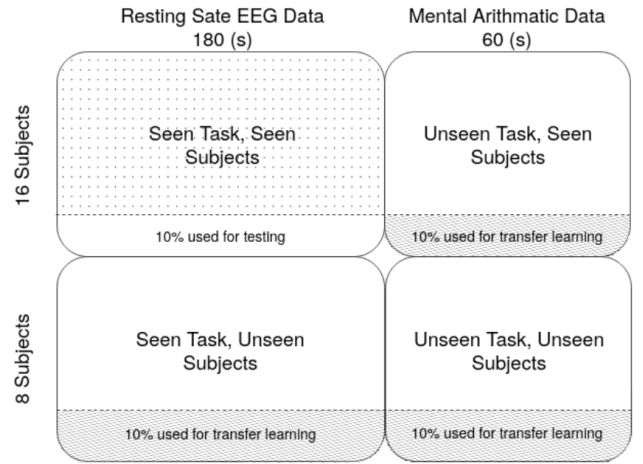 Resting Sate EEG Data
180 (s)
Mental Arithmatic Data
60 (s)
16 Subjects
Seen Task, Seen
Subjects
10% used for testing
Unseen Task, Seen
Subjects
10% used for transfer learning
8 Subjects
Seen Task, Unseen
Subjects
10% used for transfer learning
Unseen Task, Unseen
Subjects
10% used for transfer learning